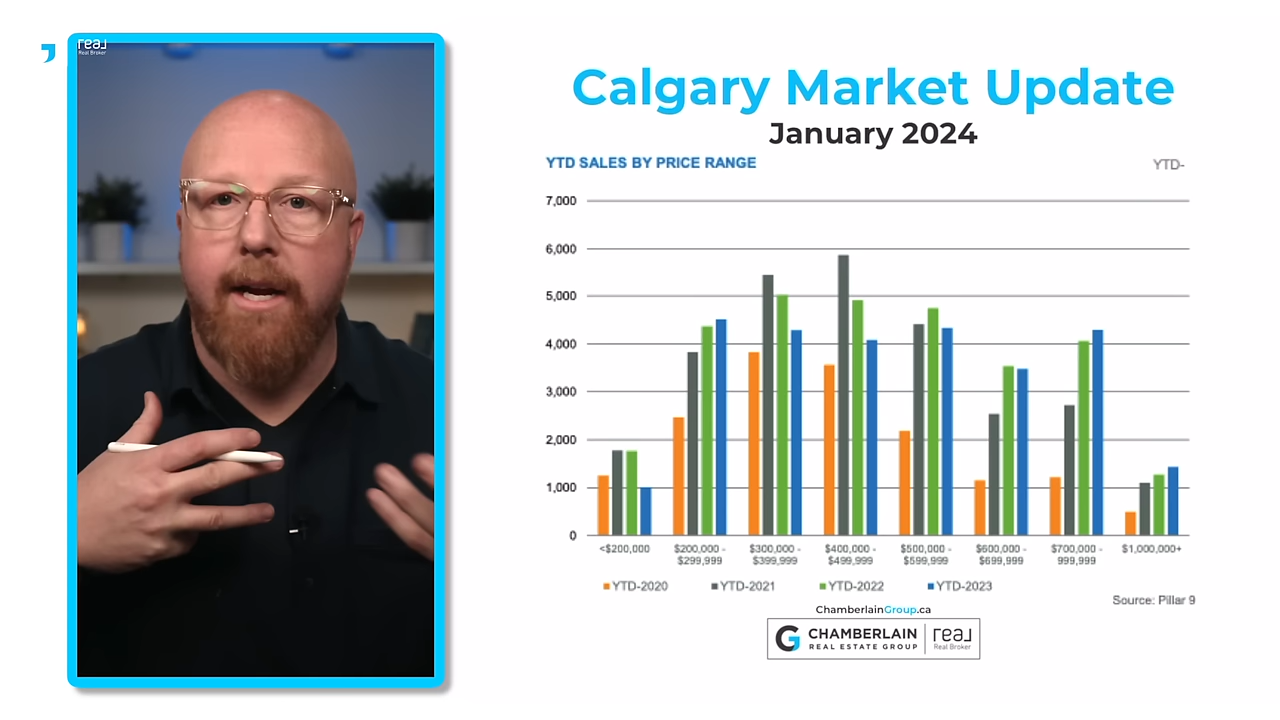 real
Real Broker
Calgary Market Update
January 2024
YTD SALES BY PRICE RANGE
YTD-
7,000
6,000
5,000
4,000
3,000
2,000
1,000
0
<$200,000
$200,000 -
$299,999
$300,000 -
$399,999
$400,000 -
$499,999
$500,000 -
$599,999
$600,000 -
$699,999
$700,000 -
999,999
$1,000,000+
YTD-2020
YTD-2021
YTD-2022
YTD-2023
Source: Pillar 9
ChamberlainGroup.ca
CHAMBERLAIN
REAL ESTATE GROUP
real
Real Broker